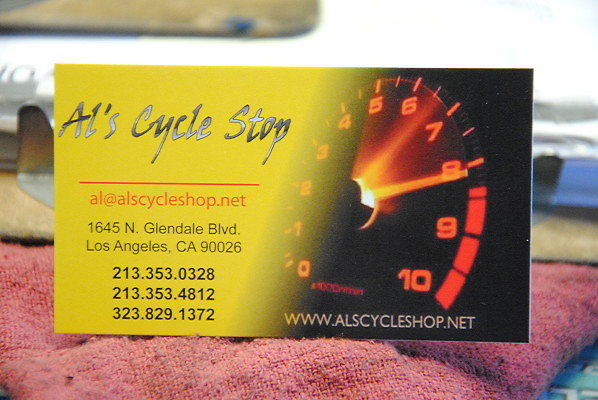 Al's Cycle Stop
al@alscycleshop.net
1645 N. Glendale Blvd.
Los Angeles, CA 90026
213.353.0328
213.353.4812
323.829.1372
0
1
2
3
4
5
6
7
8
9
10
WWW.ALSCYCLESHOP.NET